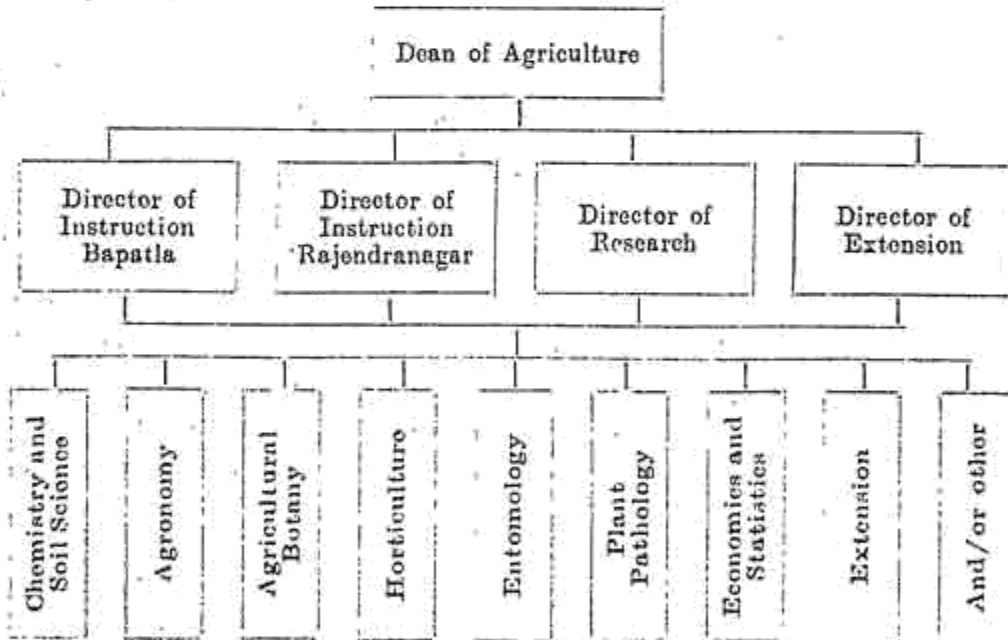 Dean of Agriculture
Director of
Instruction
Bapatla
Director of
Instruction
Rajendranagar
Director of
Research
Director of
Extension
Chemistry and
Soil Science
Agronomy
Agricultural
Botany
Horticulture
Entomology
Plant
Pathology
Economics and
Statistics
Extension
And/or other